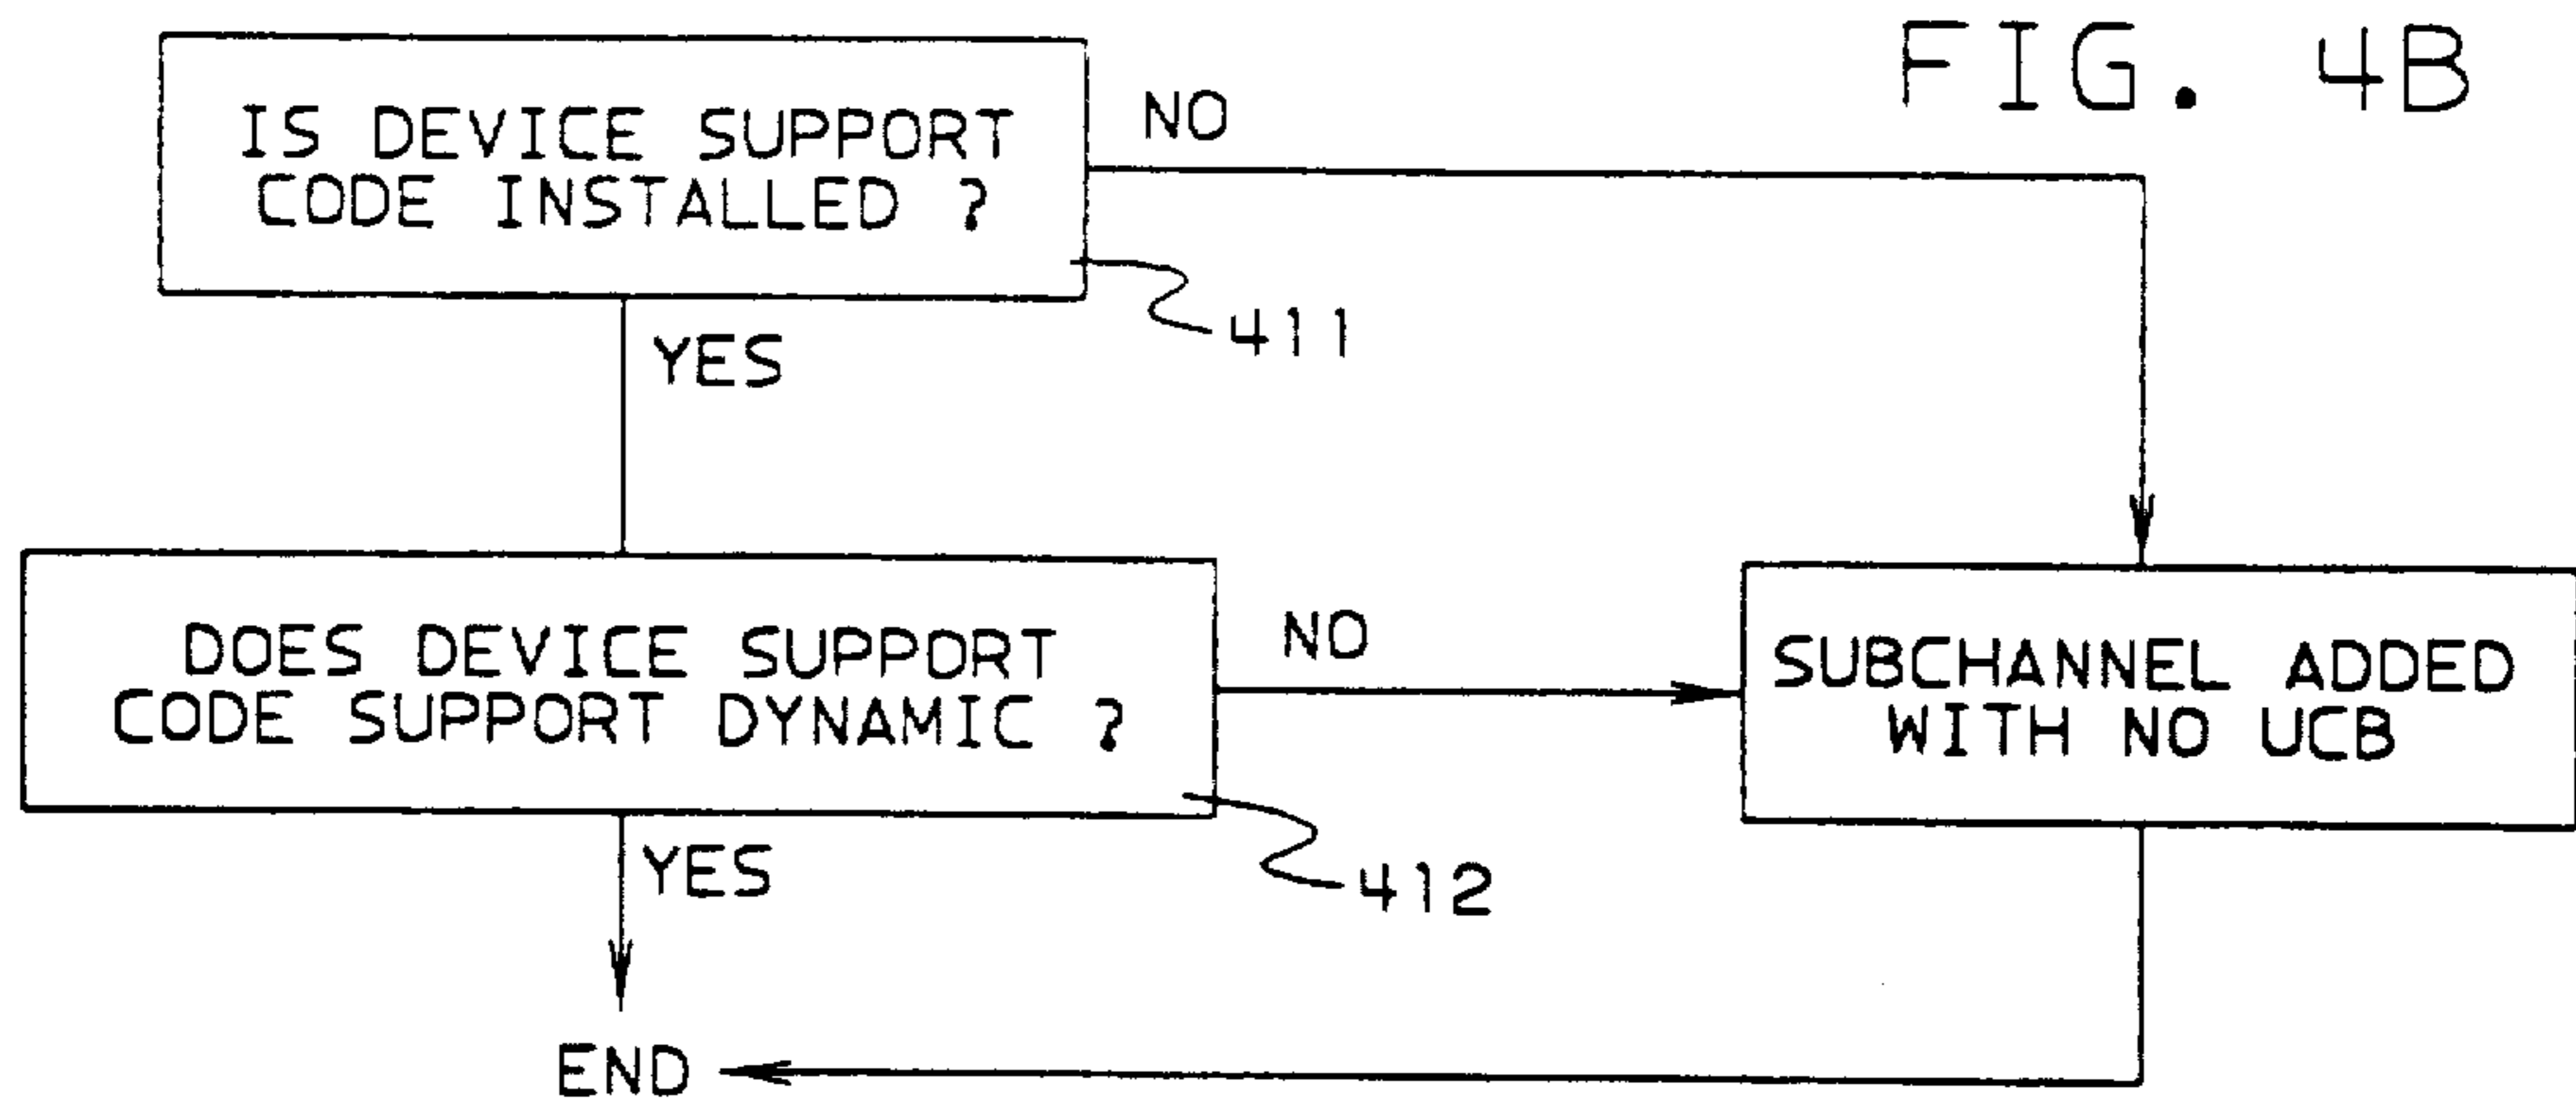 FIG. 4B
IS DEVICE SUPPORT
CODE INSTALLED ?
NO
411
YES
DOES DEVICE SUPPORT
CODE SUPPORT DYNAMIC ?
NO
SUBCHANNEL ADDED
WITH NO UCB
412
YES
END